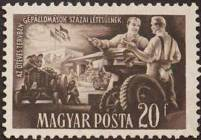 AZ ÖTÉVES TERVBEN
GÉPÁLLOMÁSOK SZÁZAI LÉTESÜLNEK
MAGYAR POSTA 20f